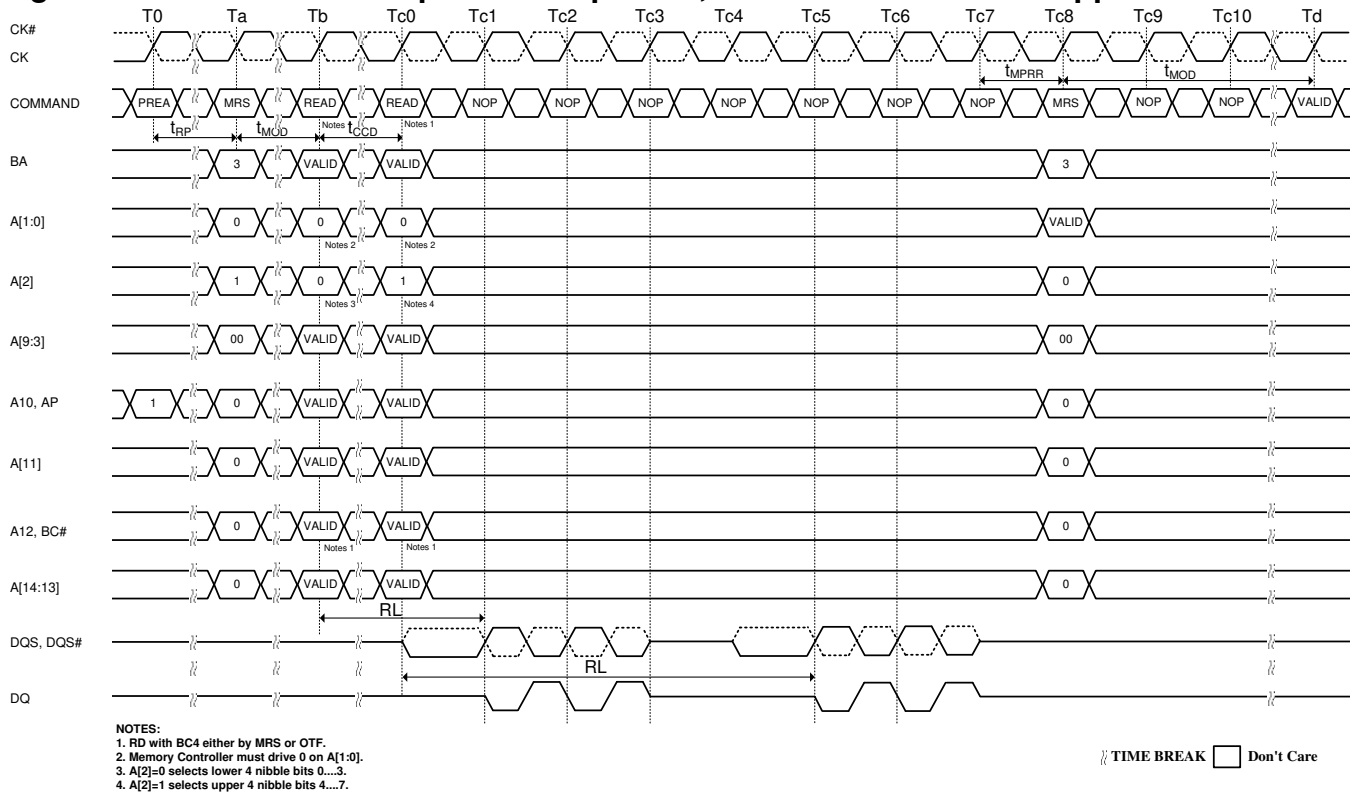 T0 Ta Tb Tc0 Tc1 Tc2 Tc3 Tc4 Tc5 Tc6 Tc7 Tc8 Tc9 Tc10 Td
CK#
CK
tMPRR tMOD
COMMAND PREA MRS READ READ NOP NOP NOP NOP NOP NOP NOP MRS NOP NOP VALID
Notes 1 Notes 1
tRP tMOD tCCD
BA 3 VALID VALID 3
A[1:0] 0 0 0 VALID
Notes 2 Notes 2
A[2] 1 0 1 0
Notes 3 Notes 4
A[9:3] 00 VALID VALID 00
A10, AP 1 0 VALID VALID 0
A[11] 0 VALID VALID 0
A12, BC# 0 VALID VALID 0
Notes 1 Notes 1
A[14:13] 0 VALID VALID 0
RL
DQS, DQS#
RL
DQ
NOTES:
1. RD with BC4 either by MRS or OTF.
2. Memory Controller must drive 0 on A[1:0].
3. A[2]=0 selects lower 4 nibble bits 0....3.
4. A[2]=1 selects upper 4 nibble bits 4....7.
TIME BREAK Don't Care